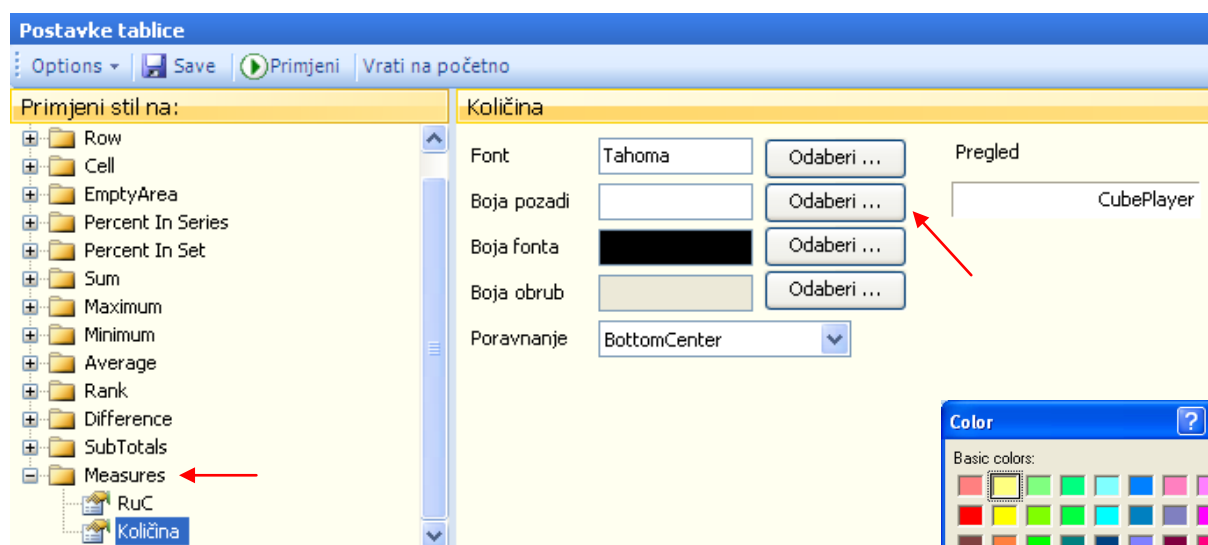 Postavke tablice
Options Save Primjeni Vrati na početno
Primjeni stil na:
Row
Cell
EmptyArea
Percent In Series
Percent In Set
Sum
Maximum
Minimum
Average
Rank
Difference
SubTotals
Measures
RuC
Količina
Količina
Font Tahoma Odaberi ... Pregled
Boja pozadi Odaberi ... CubePlayer
Boja fonta Odaberi ...
Boja obrub Odaberi ...
Poravnanje BottomCenter
Color ?
Basic colors: